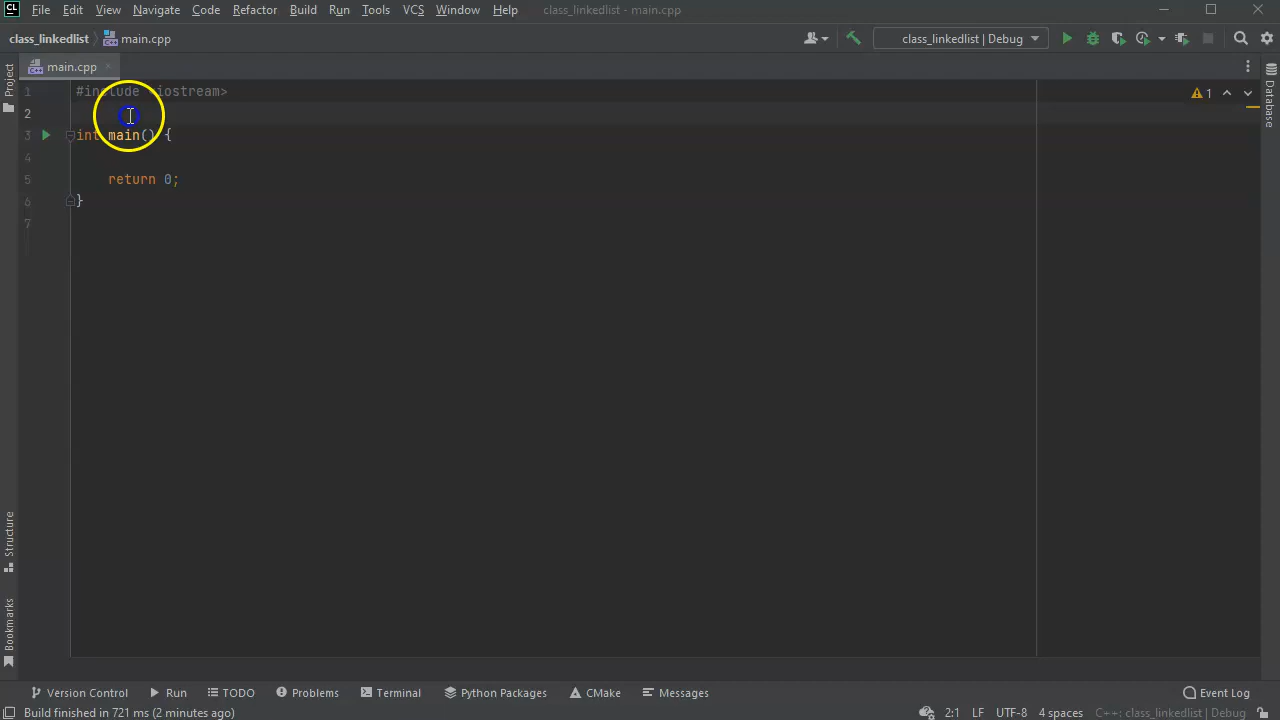 CL File Edit View Navigate Code Refactor Build Run Tools VCS Window Help class_linkedlist - main.cpp
class_linkedlist main.cpp class_linkedlist | Debug
main.cpp
1 #include <iostream> 1
2
3 int main() {
4
5 return 0;
6 }
7
Project
Database
Structure
Bookmarks
Version Control Run TODO Problems Terminal Python Packages CMake Messages Event Log
Build finished in 721 ms (2 minutes ago) 2:1 LF UTF-8 4 spaces C++: class_linkedlist | Debug